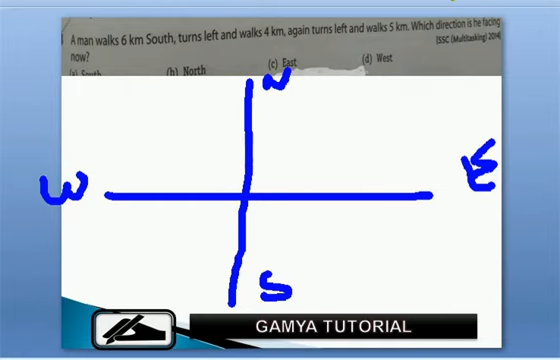 A man walks 6 km South, turns left and walks 4 km, again turns left and walks 5 km. Which direction is he facing
now?
[SSC (Multitasking) 2014]
(a) South
(b) North
(c) East
(d) West
N
W
E
S
GAMYA TUTORIAL